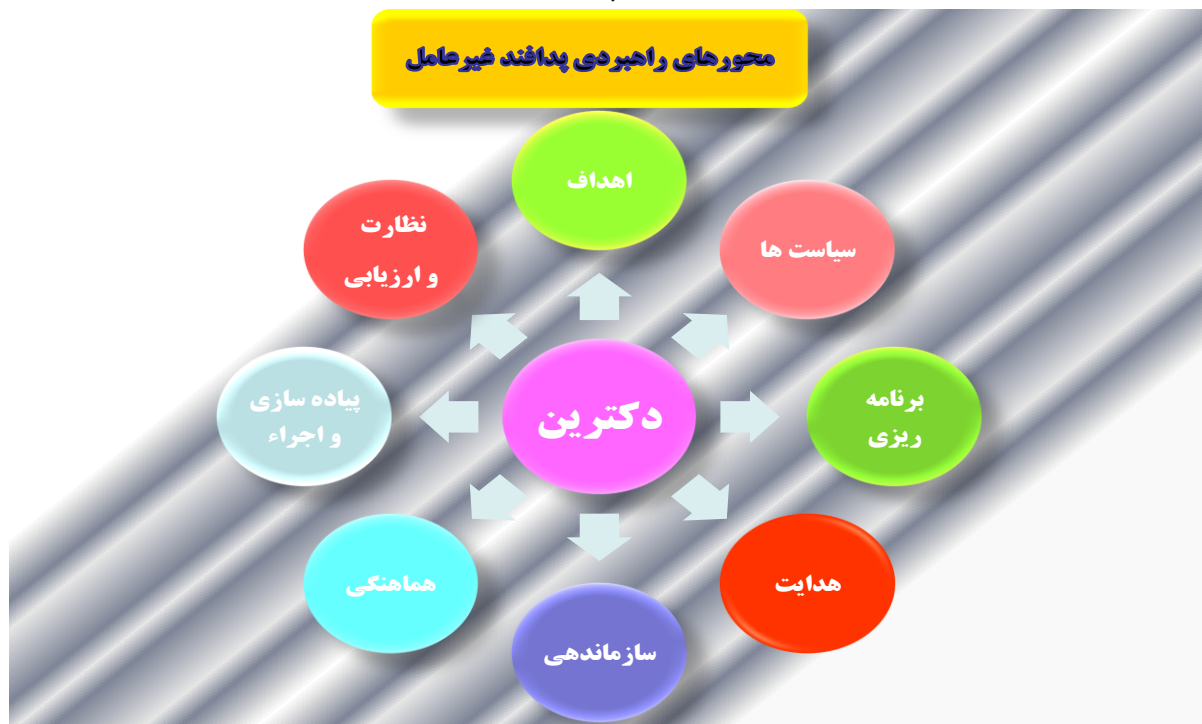 محورهای راهبردی پدافند غیرعامل
اهداف
سیاست ها
برنامه
ریزی
هدایت
سازماندهی
هماهنگی
پیاده سازی
و اجراء
نظارت
و ارزیابی
دکترین